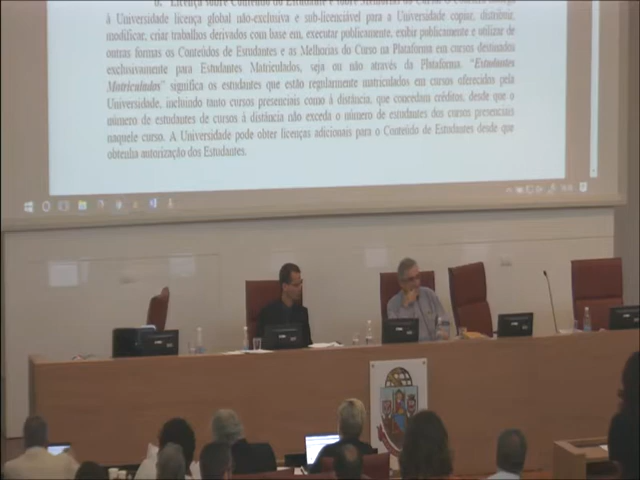 à Universidade licença global não-exclusiva e sub-licenciável para a Universidade copiar, distribuir,
modificar, criar trabalhos derivados com base em, executar publicamente, exibir publicamente e utilizar de
outras formas os Conteúdos de Estudantes e as Melhorias do Curso na Plataforma em cursos destinados
exclusivamente para Estudantes Matriculados, seja ou não através da Plataforma. “Estudantes
Matriculados” significa os estudantes que estão regularmente matriculados em cursos oferecidos pela
Universidade, incluindo tanto cursos presenciais como à distância, que concedam créditos, desde que o
número de estudantes de cursos à distância não exceda o número de estudantes dos cursos presenciais
naquele curso. A Universidade pode obter licenças adicionais para o Conteúdo de Estudantes desde que
obtenha autorização dos Estudantes.